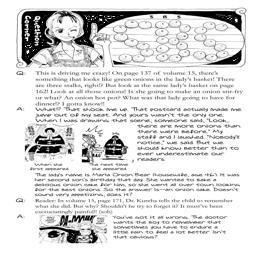 Question Corner
Q: This is driving me crazy! On page 137 of volume 15, there's
something that looks like green onions in the lady's basket! There
are three stalks, right!? But look at the same lady's basket on page
162! Look at all those onions! Is she going to make an onion stir-fry
or what? An onion hot pot? What was that lady going to have for
dinner!? I gotta know!!
A: What!? That shook me up. That postcard actually made me
jump out of my seat. And yours wasn't the only one.
When I was drawing that scene, someone said, "Look,
there are more onions than
there were before." My
staff and I laughed, "Nobody'll
notice," we said. But we
should know better than to
ever underestimate our
readers.
When she
first appeared
The next time
she appeared
The lady's name is Maria Onion Bear
her second son's birthday that day. She wanted to bake a
delicious onion cake for him, so she went all over town looking
for the best onions. So the answer is—an onion cake. Doesn't
sound very appetizing, does it?
Q: Reader: In volume 15, page 171, Dr. Kureha tells the child to remember
what she did. But why? Shouldn't he try to forget it? It must've been
excruciatingly painful! (sob)
A: You've got it all wrong. The doctor
wants the boy to remember that
sometimes you have to endure a
little pain to feel a lot better. Isn't
that obvious?